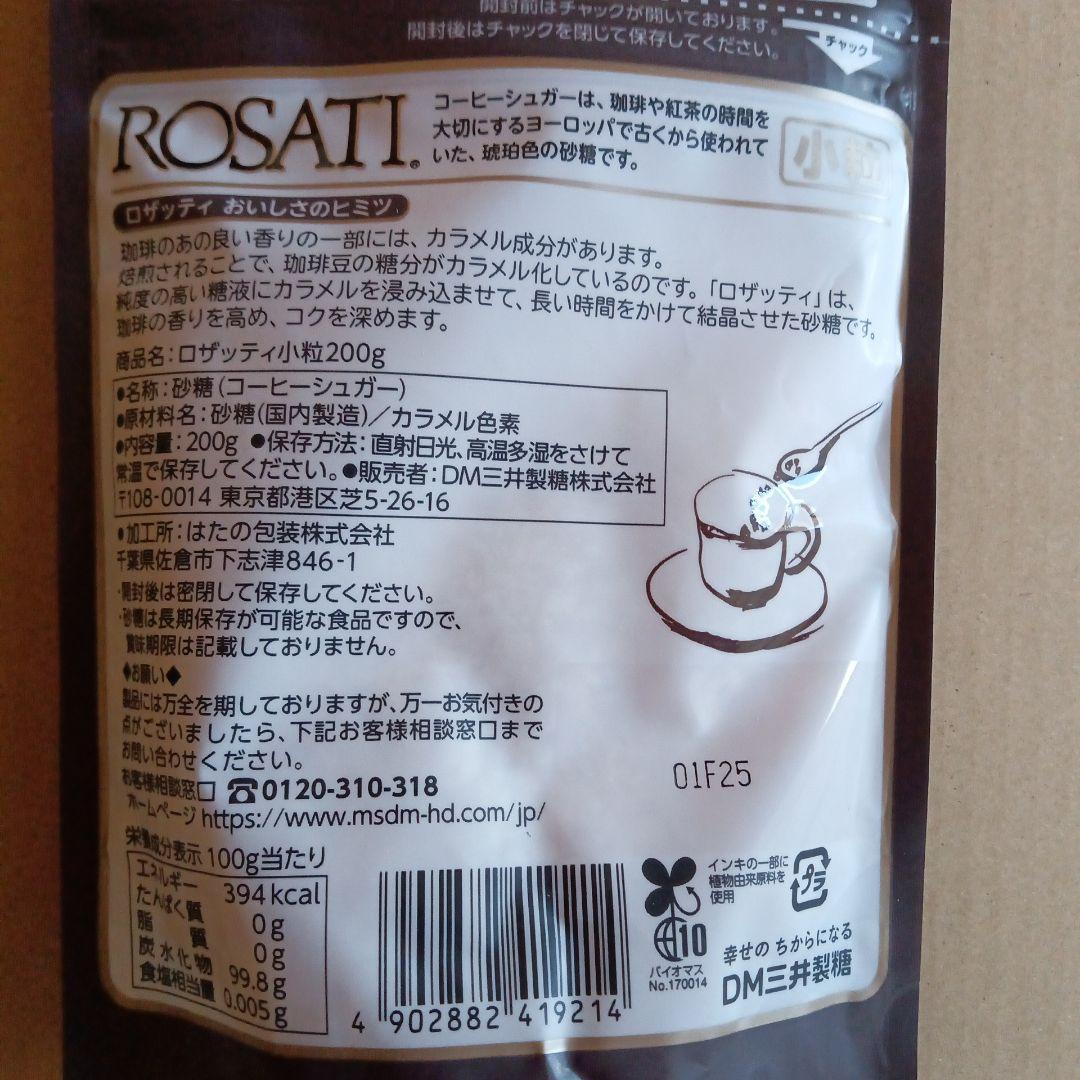 開封前はチャックが開いております。
開封後はチャックを閉じて保存してください。
チャック
ROSATI®
コーヒーシュガーは、珈琲や紅茶の時間を
大切にするヨーロッパで古くから使われて
いた、琥珀色の砂糖です。
小粒
ロザッティ おいしさのヒミツ
珈琲のあの良い香りの一部には、カラメル成分があります。
焙煎されることで、珈琲豆の糖分がカラメル化しているのです。「ロザッティ」は、
純度の高い糖液にカラメルを浸み込ませて、長い時間をかけて結晶させた砂糖です。
珈琲の香りを高め、コクを深めます。
商品名：ロザッティ小粒200g
●名称：砂糖（コーヒーシュガー）
●原材料名：砂糖（国内製造）／カラメル色素
●内容量：200g ●保存方法：直射日光、高温多湿をさけて
常温で保存してください。●販売者：DM三井製糖株式会社
〒108-0014 東京都港区芝5-26-16
●加工所：はたの包装株式会社
千葉県佐倉市下志津846-1
・開封後は密閉して保存してください。
・砂糖は長期保存が可能な食品ですので、
賞味期限は記載しておりません。
◆お願い◆
製品には万全を期しておりますが、万一お気付きの
点がございましたら、下記お客様相談窓口まで
お問い合わせください。
お客様相談窓口 ☎0120-310-318
ホームページ https://www.msdm-hd.com/jp/
01F25
栄養成分表示 100g当たり
エネルギー 394kcal
たんぱく質 0g
脂質 0g
炭水化物 99.8g
食塩相当量 0.005g
4 902882 419214
10
バイオマス
No.170014
インキの一部に
植物由来原料を
使用
プラ
幸せの ちからになる
DM三井製糖